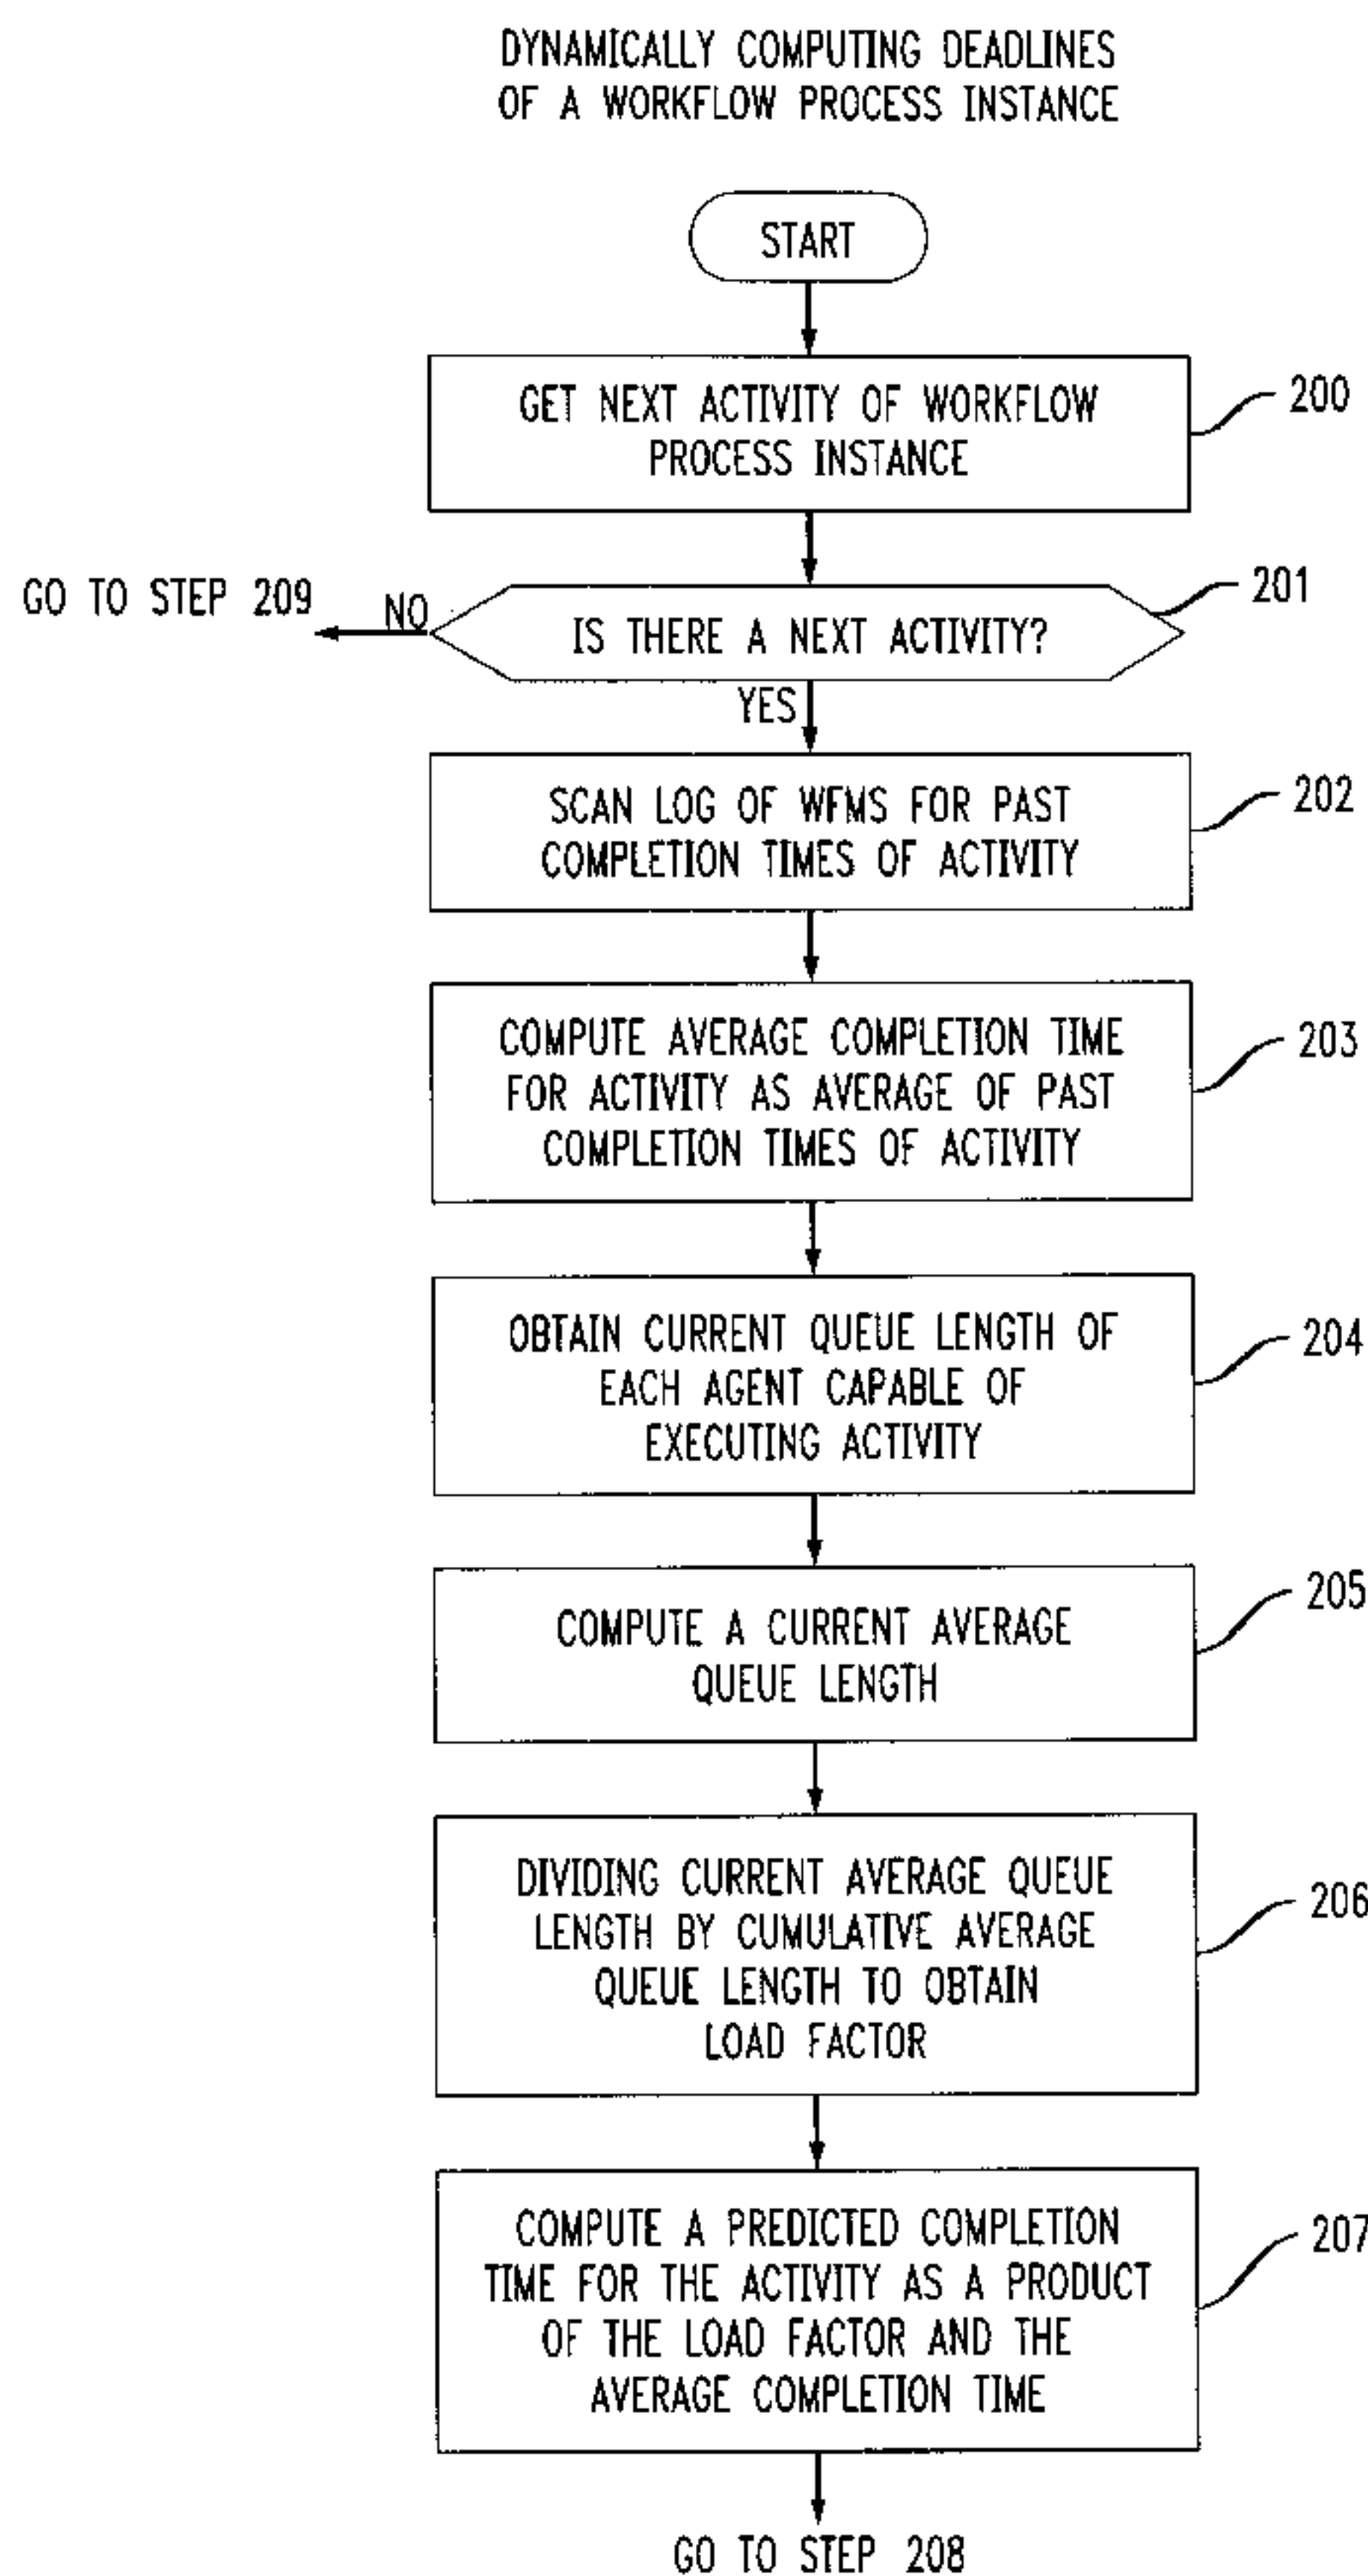 DYNAMICALLY COMPUTING DEADLINES
OF A WORKFLOW PROCESS INSTANCE
START
GET NEXT ACTIVITY OF WORKFLOW
PROCESS INSTANCE
200
GO TO STEP 209
NO
IS THERE A NEXT ACTIVITY?
201
YES
SCAN LOG OF WFMS FOR PAST
COMPLETION TIMES OF ACTIVITY
202
COMPUTE AVERAGE COMPLETION TIME
FOR ACTIVITY AS AVERAGE OF PAST
COMPLETION TIMES OF ACTIVITY
203
OBTAIN CURRENT QUEUE LENGTH OF
EACH AGENT CAPABLE OF
EXECUTING ACTIVITY
204
COMPUTE A CURRENT AVERAGE
QUEUE LENGTH
205
DIVIDING CURRENT AVERAGE QUEUE
LENGTH BY CUMULATIVE AVERAGE
QUEUE LENGTH TO OBTAIN
LOAD FACTOR
206
COMPUTE A PREDICTED COMPLETION
TIME FOR THE ACTIVITY AS A PRODUCT
OF THE LOAD FACTOR AND THE
AVERAGE COMPLETION TIME
207
GO TO STEP 208